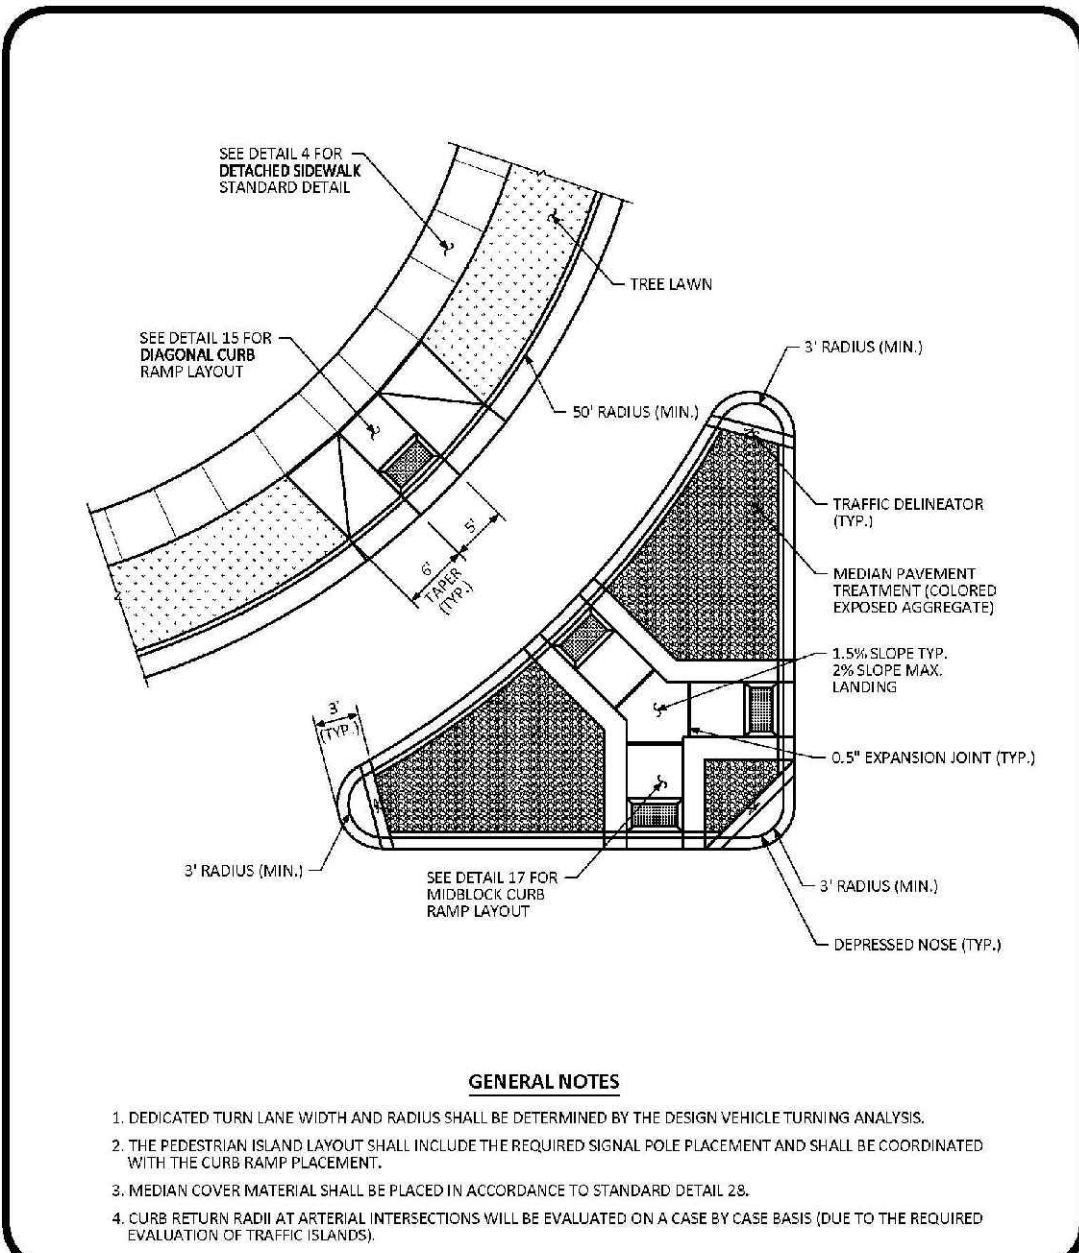 SEE DETAIL 4 FOR
DETACHED SIDEWALK
STANDARD DETAIL
TREE LAWN
SEE DETAIL 15 FOR
DIAGONAL CURB
RAMP LAYOUT
3' RADIUS (MIN.)
50' RADIUS (MIN.)
TRAFFIC DELINEATOR
(TYP.)
5'
6'
TAPER
(TYP.)
MEDIAN PAVEMENT
TREATMENT (COLORED
EXPOSED AGGREGATE)
1.5% SLOPE TYP.
2% SLOPE MAX.
LANDING
3'
(TYP.)
0.5" EXPANSION JOINT (TYP.)
3' RADIUS (MIN.)
SEE DETAIL 17 FOR
MIDBLOCK CURB
RAMP LAYOUT
3' RADIUS (MIN.)
DEPRESSED NOSE (TYP.)
GENERAL NOTES
1. DEDICATED TURN LANE WIDTH AND RADIUS SHALL BE DETERMINED BY THE DESIGN VEHICLE TURNING ANALYSIS.
2. THE PEDESTRIAN ISLAND LAYOUT SHALL INCLUDE THE REQUIRED SIGNAL POLE PLACEMENT AND SHALL BE COORDINATED
WITH THE CURB RAMP PLACEMENT.
3. MEDIAN COVER MATERIAL SHALL BE PLACED IN ACCORDANCE TO STANDARD DETAIL 28.
4. CURB RETURN RADII AT ARTERIAL INTERSECTIONS WILL BE EVALUATED ON A CASE BY CASE BASIS (DUE TO THE REQUIRED
EVALUATION OF TRAFFIC ISLANDS).